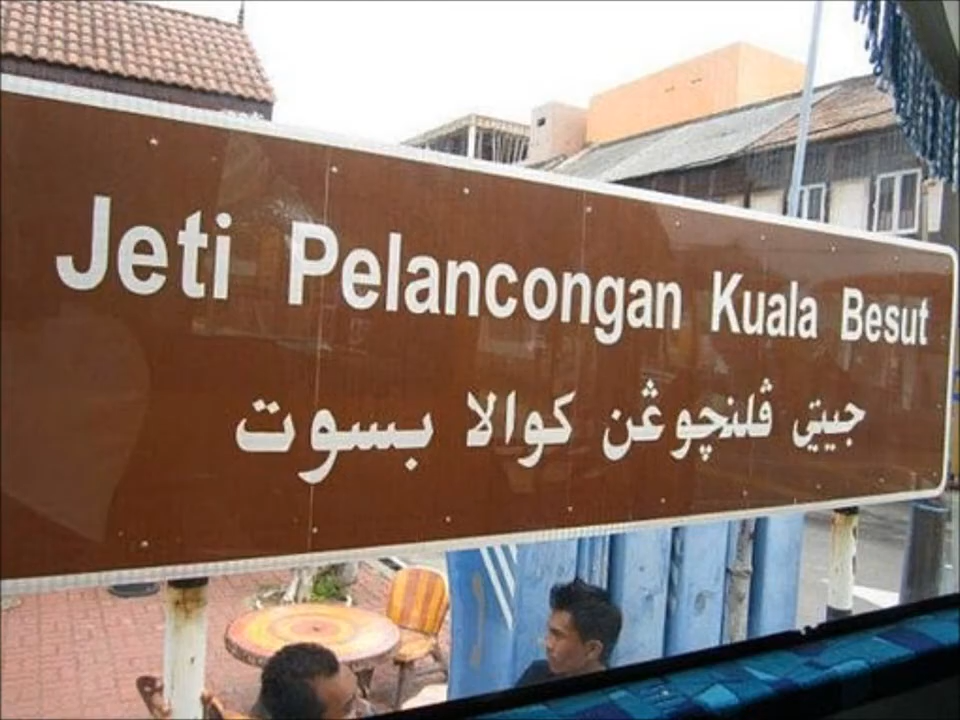 Jeti Pelancongan Kuala Besut
جيتي ڤلنچوڠن كوالا بسوت